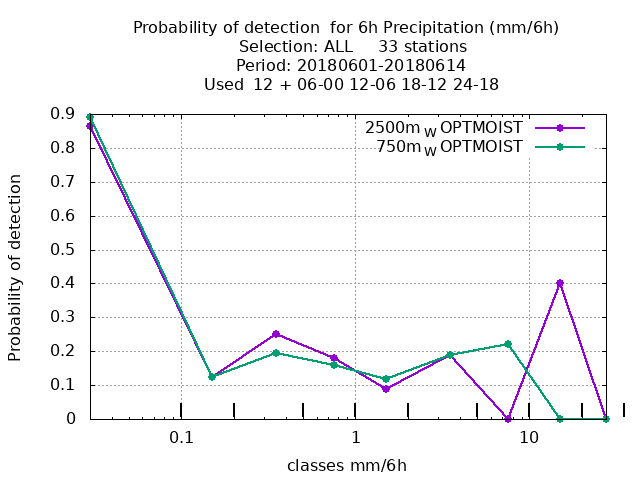 Probability of detection  for 6h Precipitation (mm/6h)
Selection: ALL     33 stations
Period: 20180601-20180614
Used  12 + 06-00 12-06 18-12 24-18
2500m W OPTMOIST
750m W OPTMOIST
Probability of detection
0.9
0.8
0.7
0.6
0.5
0.4
0.3
0.2
0.1
0
0.1 1 10
classes mm/6h